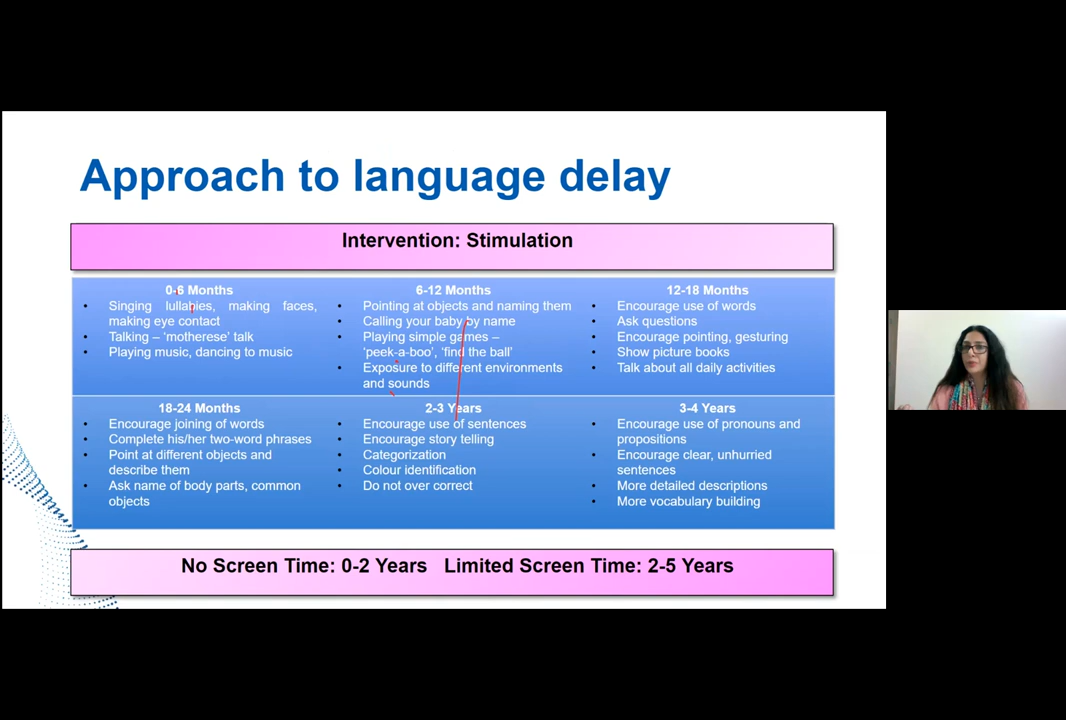 Approach to language delay
Intervention: Stimulation
0-6 Months
• Singing lullabies, making faces,
making eye contact
• Talking – ‘motherese’ talk
• Playing music, dancing to music
6-12 Months
• Pointing at objects and naming them
• Calling your baby by name
• Playing simple games –
• ‘peek-a-boo’, ‘find the ball’
• Exposure to different environments
and sounds
12-18 Months
• Encourage use of words
• Ask questions
• Encourage pointing, gesturing
• Show picture books
• Talk about all daily activities
18-24 Months
• Encourage joining of words
• Complete his/her two-word phrases
• Point at different objects and
describe them
• Ask name of body parts, common
objects
2-3 Years
• Encourage use of sentences
• Encourage story telling
• Categorization
• Colour identification
• Do not over correct
3-4 Years
• Encourage use of pronouns and
propositions
• Encourage clear, unhurried
sentences
• More detailed descriptions
• More vocabulary building
No Screen Time: 0-2 Years Limited Screen Time: 2-5 Years